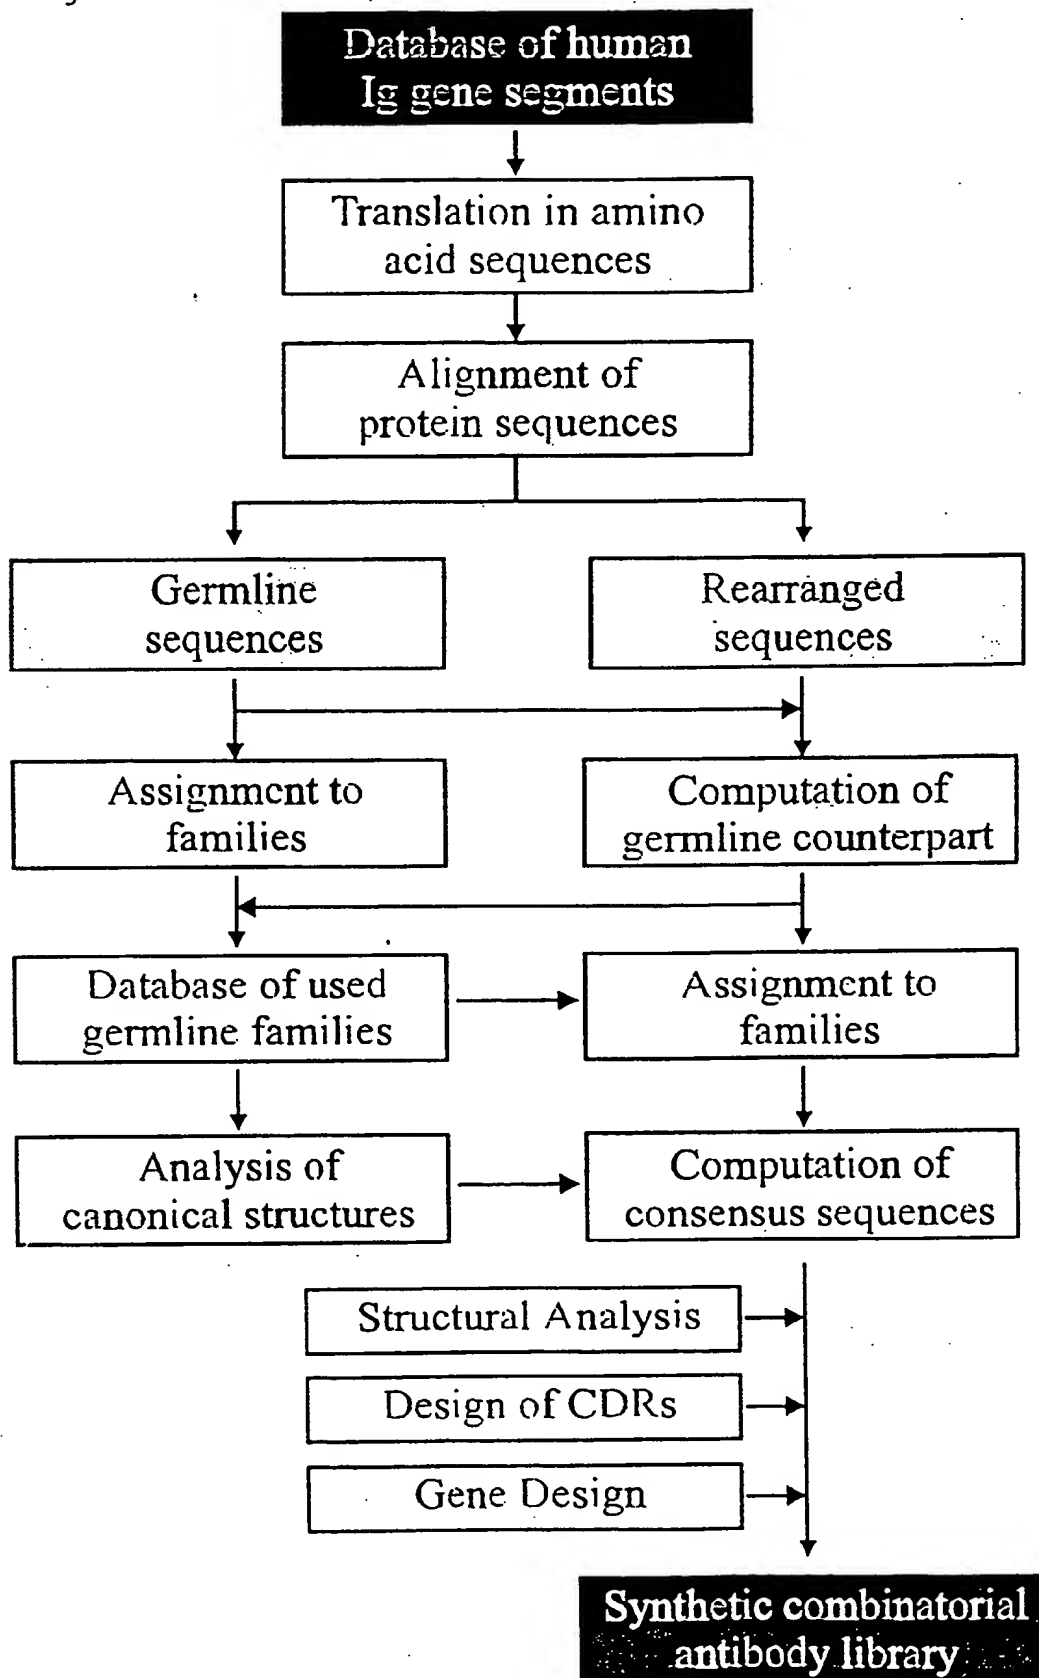 Database of human
Ig gene segments
Translation in amino
acid sequences
Alignment of
protein sequences
Germline
sequences
Rearranged
sequences
Assignment to
families
Computation of
germline counterpart
Database of used
germline families
Assignment to
families
Analysis of
canonical structures
Computation of
consensus sequences
Structural Analysis
Design of CDRs
Gene Design
Synthetic combinatorial
antibody library